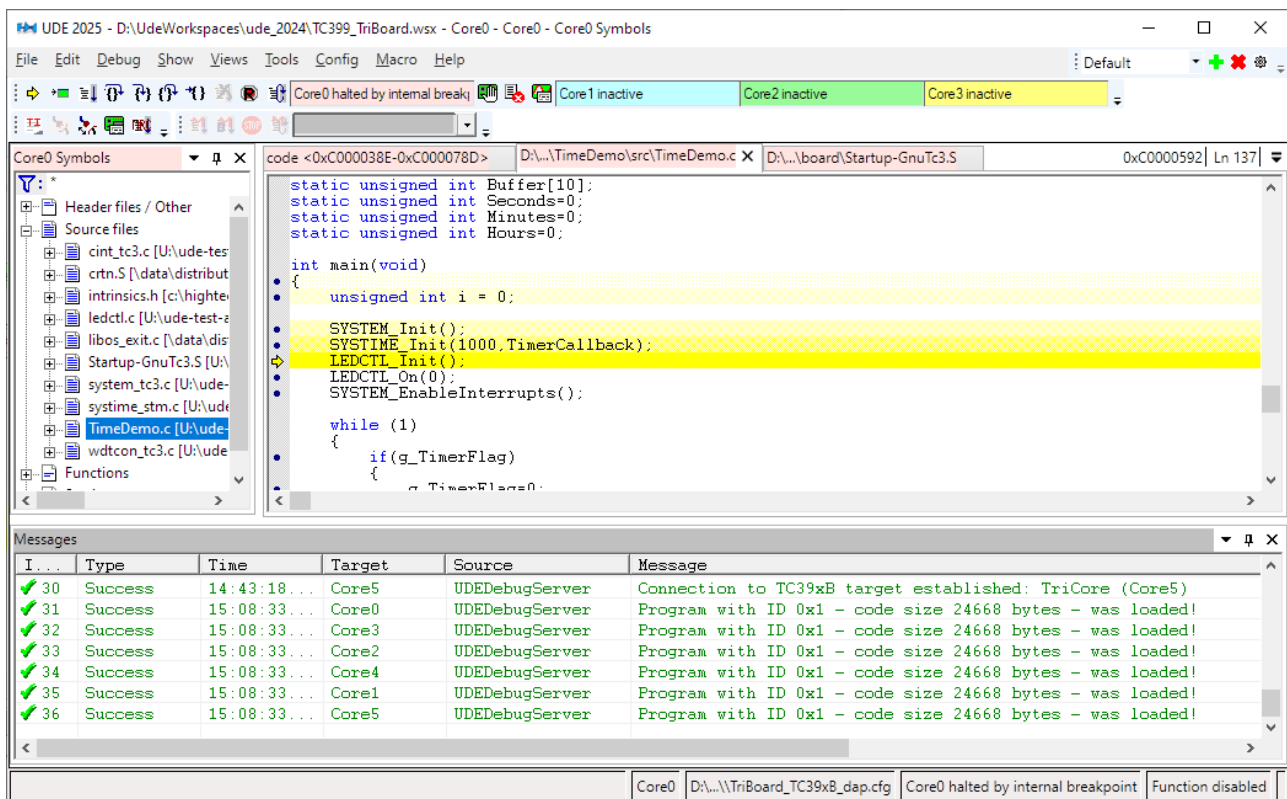 UDE 2025 - D:\UdeWorkspaces\ude_2024\TC399_TriBoard.wsx - Core0 - Core0 - Core0 Symbols
File Edit Debug Show Views Tools Config Macro Help
Default
Core0 halted by internal break
Core1 inactive
Core2 inactive
Core3 inactive
Core0 Symbols
: *
Header files / Other
Source files
cint_tc3.c [U:\ude-tes
crtn.S [\data\distribut
intrinsics.h [c:\highte
ledctl.c [U:\ude-test-a
libos_exit.c [\data\dis
Startup-GnuTc3.S [U:\
system_tc3.c [U:\ude-
systime_stm.c [U:\ude
TimeDemo.c [U:\ude-
wdtcon_tc3.c [U:\ude
Functions
code <0xC000038E-0xC000078D>
D:\...\TimeDemo\src\TimeDemo.c
D:\...\board\Startup-GnuTc3.S
0xC0000592 Ln 137
static unsigned int Buffer[10];
static unsigned int Seconds=0;
static unsigned int Minutes=0;
static unsigned int Hours=0;
int main(void)
{
unsigned int i = 0;
SYSTEM_Init();
SYSTIME_Init(1000,TimerCallback);
LEDCTL_Init();
LEDCTL_On(0);
SYSTEM_EnableInterrupts();
while (1)
{
if(g_TimerFlag)
{
g_TimerFlag=0;
Messages
I... Type Time Target Source Message
30 Success 14:43:18... Core5 UDEDebugServer Connection to TC39xB target established: TriCore (Core5)
31 Success 15:08:33... Core0 UDEDebugServer Program with ID 0x1 - code size 24668 bytes - was loaded!
32 Success 15:08:33... Core3 UDEDebugServer Program with ID 0x1 - code size 24668 bytes - was loaded!
33 Success 15:08:33... Core2 UDEDebugServer Program with ID 0x1 - code size 24668 bytes - was loaded!
34 Success 15:08:33... Core4 UDEDebugServer Program with ID 0x1 - code size 24668 bytes - was loaded!
35 Success 15:08:33... Core1 UDEDebugServer Program with ID 0x1 - code size 24668 bytes - was loaded!
36 Success 15:08:33... Core5 UDEDebugServer Program with ID 0x1 - code size 24668 bytes - was loaded!
Core0 D:\...\\TriBoard_TC39xB_dap.cfg Core0 halted by internal breakpoint Function disabled